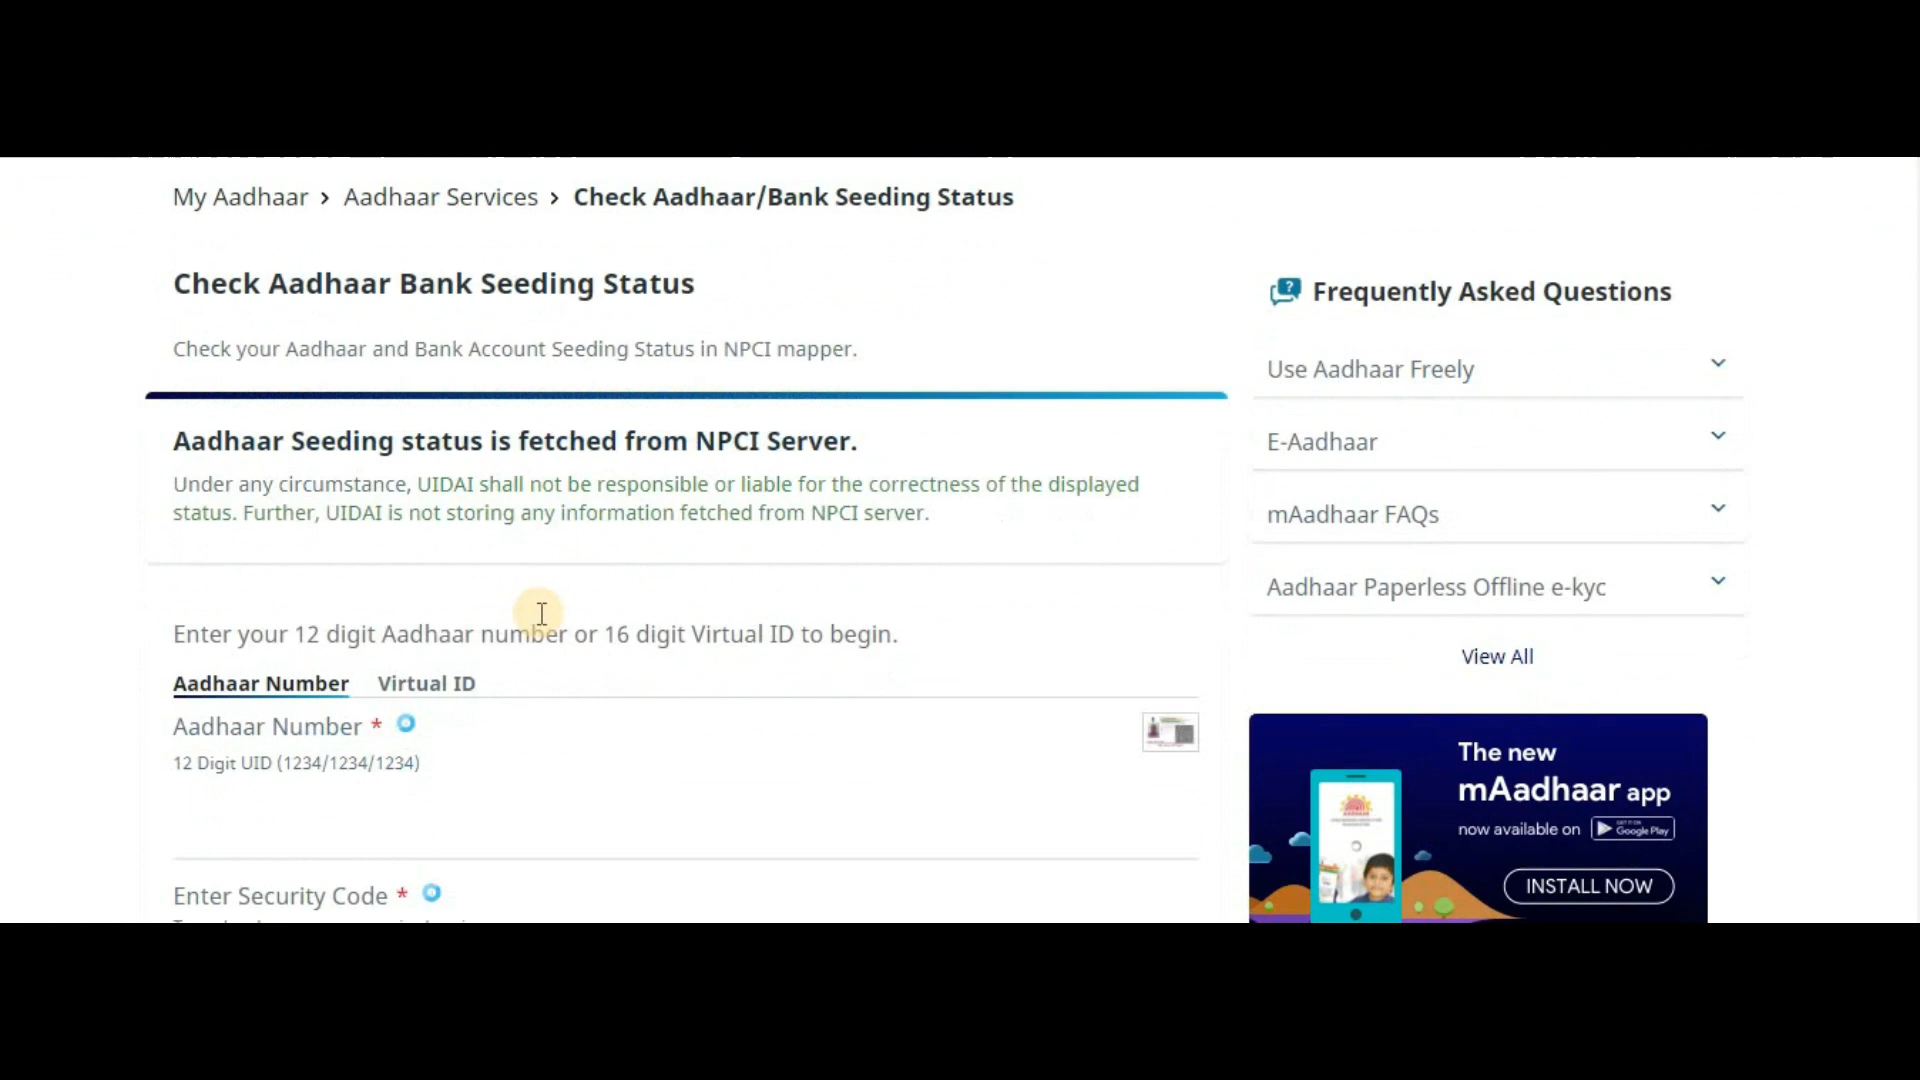 My Aadhaar > Aadhaar Services > Check Aadhaar/Bank Seeding Status
Check Aadhaar Bank Seeding Status
Check your Aadhaar and Bank Account Seeding Status in NPCI mapper.
Aadhaar Seeding status is fetched from NPCI Server.
Under any circumstance, UIDAI shall not be responsible or liable for the correctness of the displayed
status. Further, UIDAI is not storing any information fetched from NPCI server.
Enter your 12 digit Aadhaar number or 16 digit Virtual ID to begin.
Aadhaar Number Virtual ID
Aadhaar Number *
12 Digit UID (1234/1234/1234)
Enter Security Code *
Frequently Asked Questions
Use Aadhaar Freely
E-Aadhaar
mAadhaar FAQs
Aadhaar Paperless Offline e-kyc
View All
The new
mAadhaar app
now available on GET IT ON Google Play
INSTALL NOW